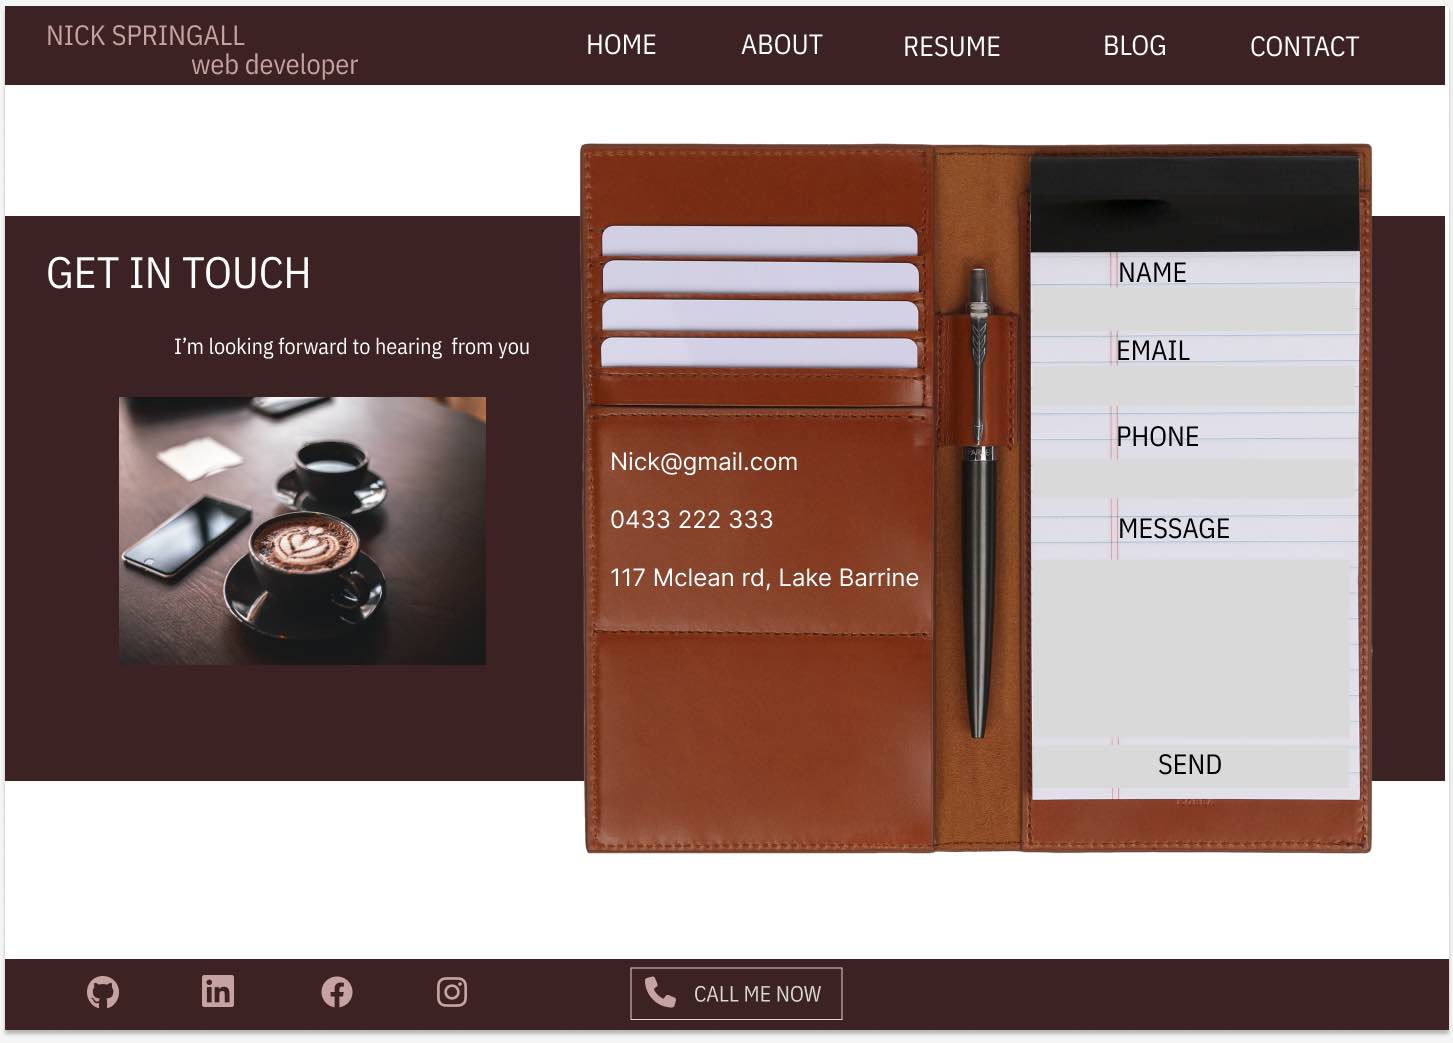 NICK SPRINGALL
web developer
HOME
ABOUT
RESUME
BLOG
CONTACT
GET IN TOUCH
I'm looking forward to hearing from you
Nick@gmail.com
0433 222 333
117 Mclean rd, Lake Barrine
NAME
EMAIL
PHONE
MESSAGE
SEND
in
CALL ME NOW